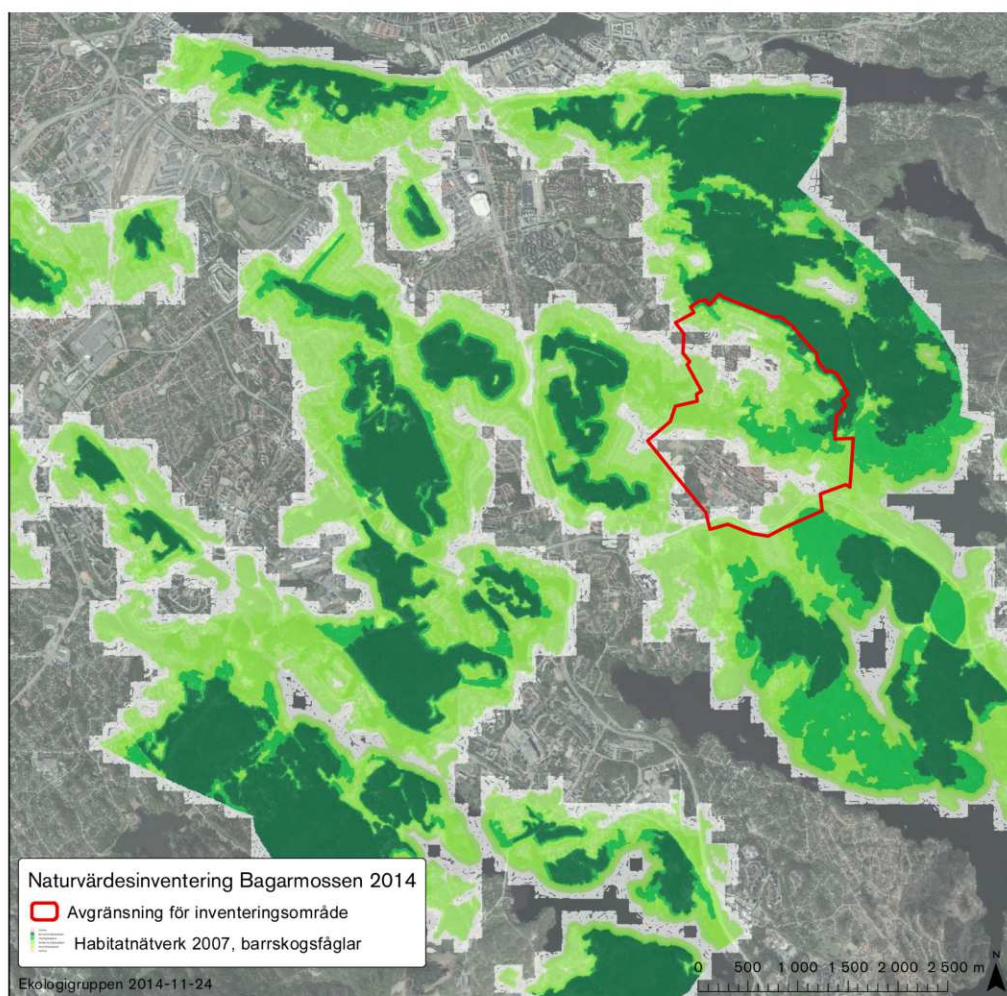 Naturvärdesinventering Bagarmossen 2014
Avgränsning för inventeringsområde
Habitatnätverk 2007, barrskogsfåglar
Ekologigruppen 2014-11-24
0 500 1 000 1 500 2 000 2 500 m
N